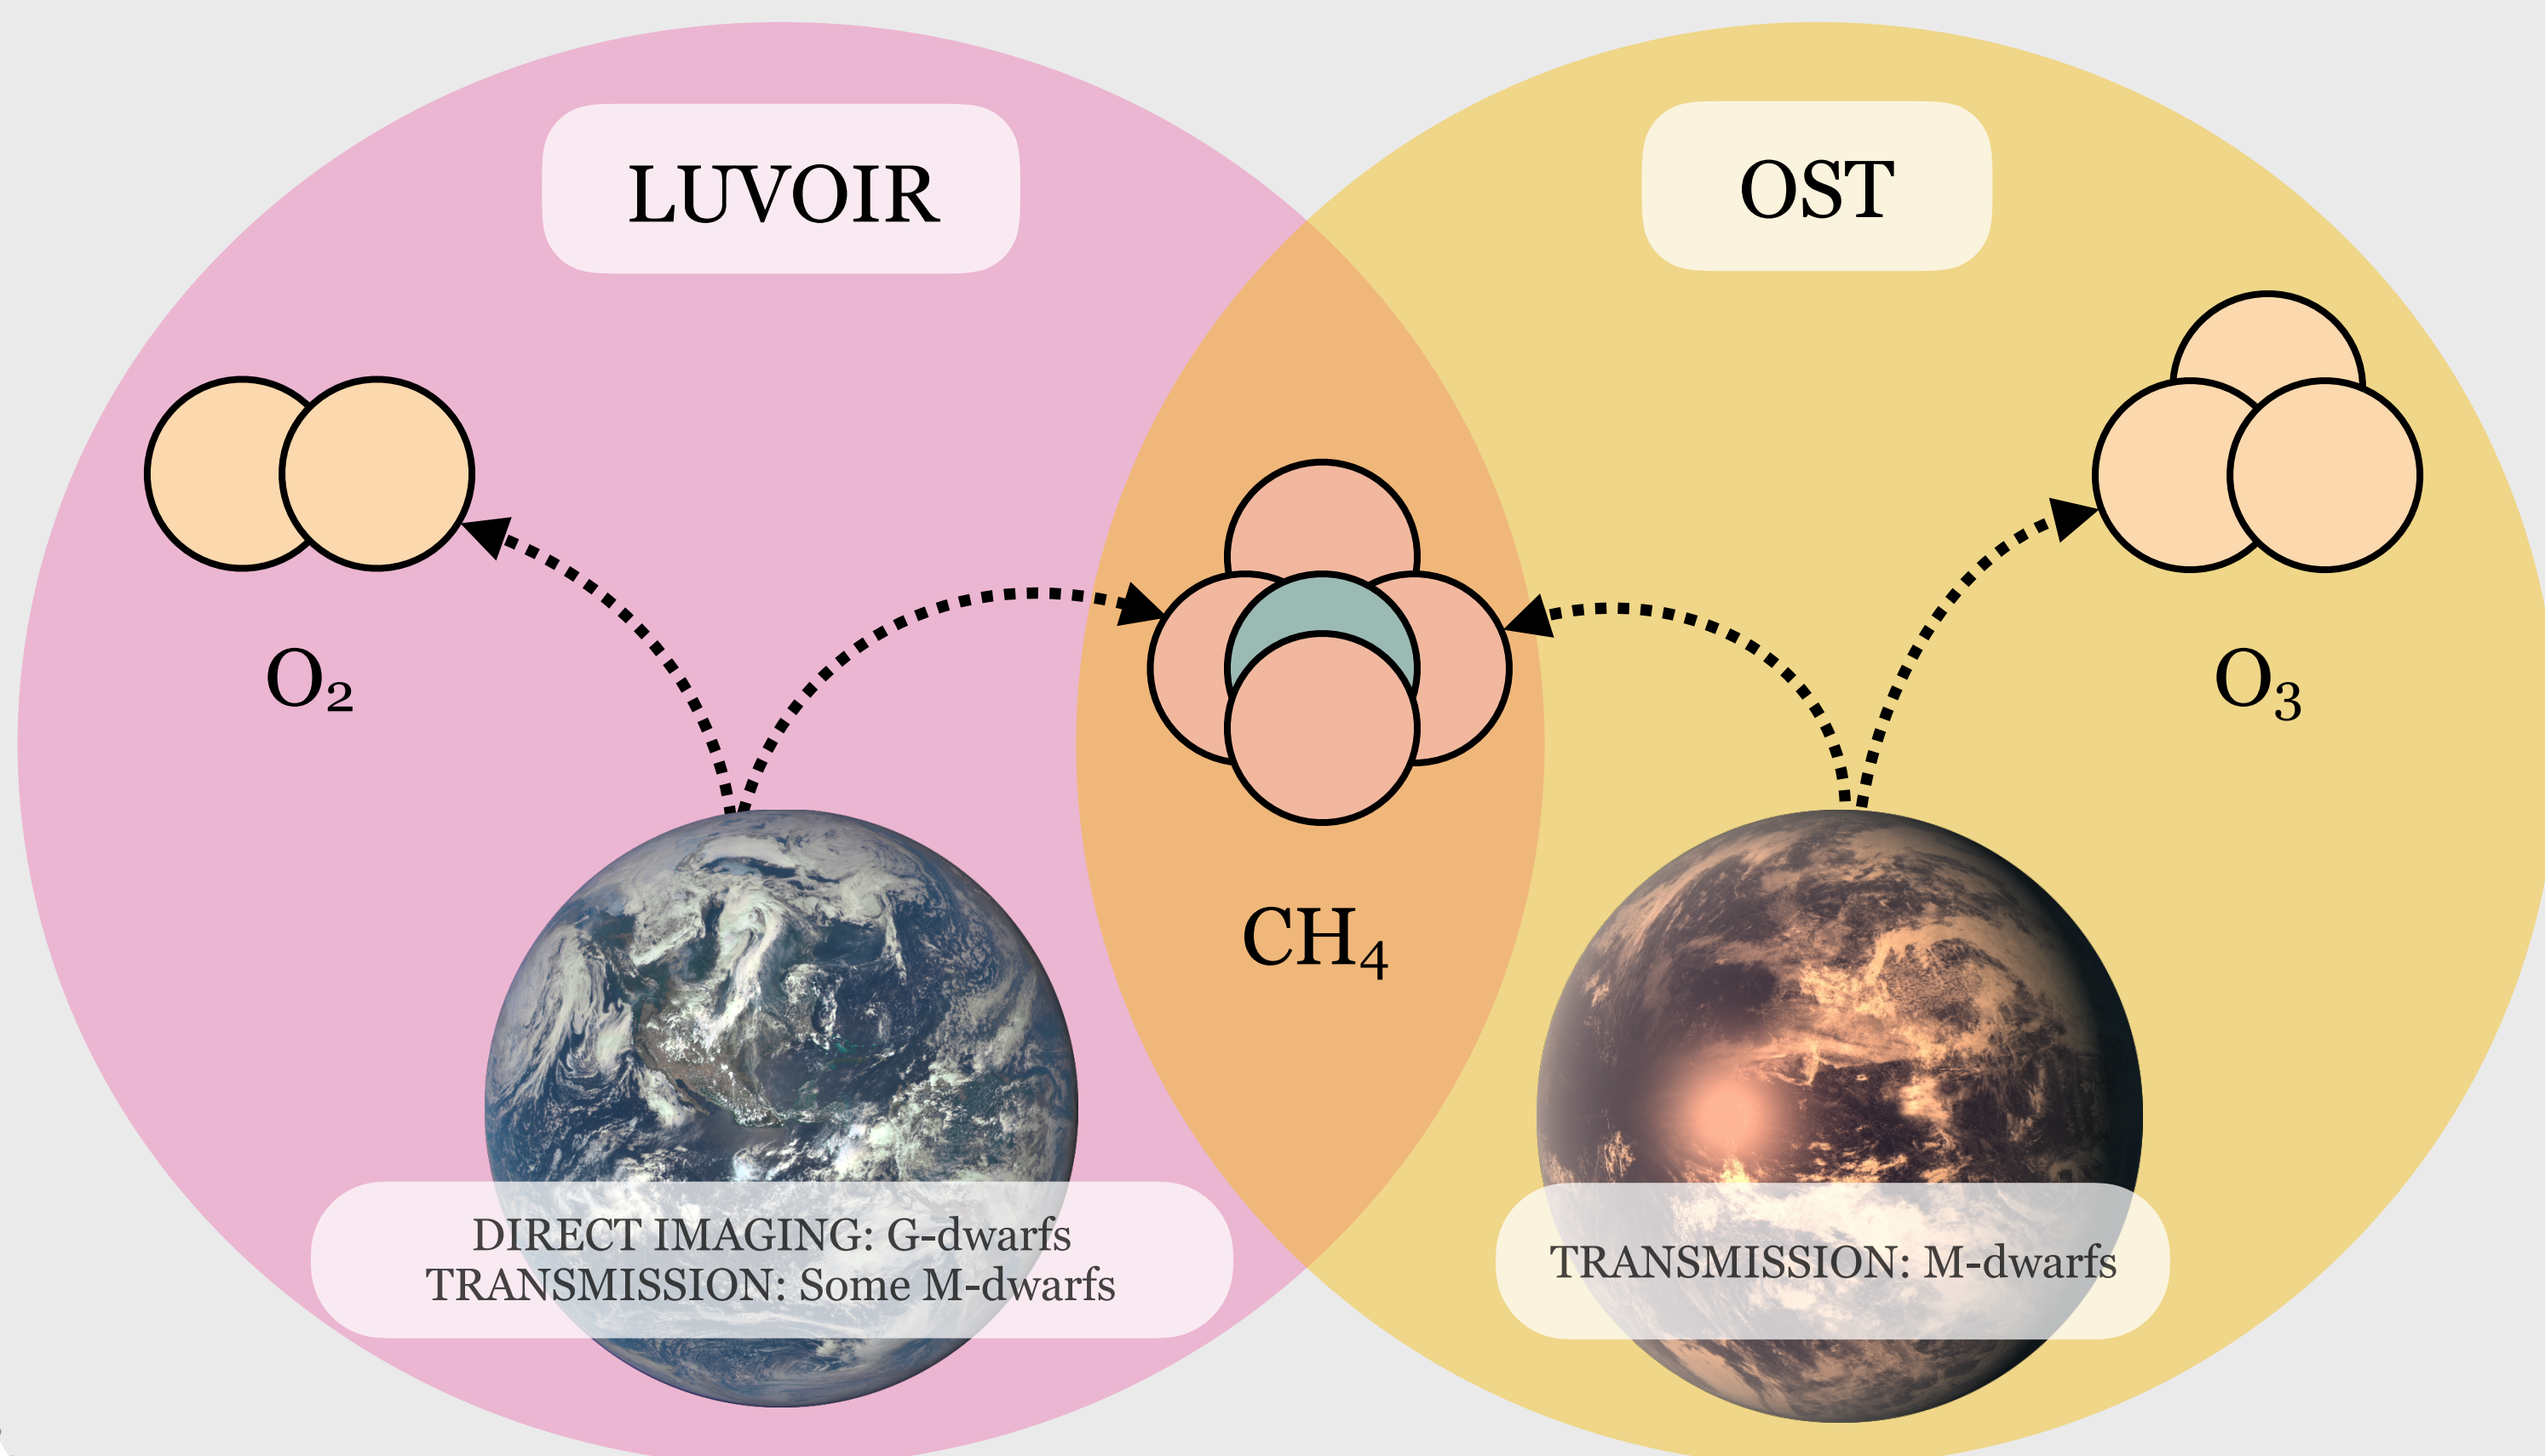 LUVOIR
OST
O₂
O₃
CH₄
DIRECT IMAGING: G-dwarfs
TRANSMISSION: Some M-dwarfs
TRANSMISSION: M-dwarfs